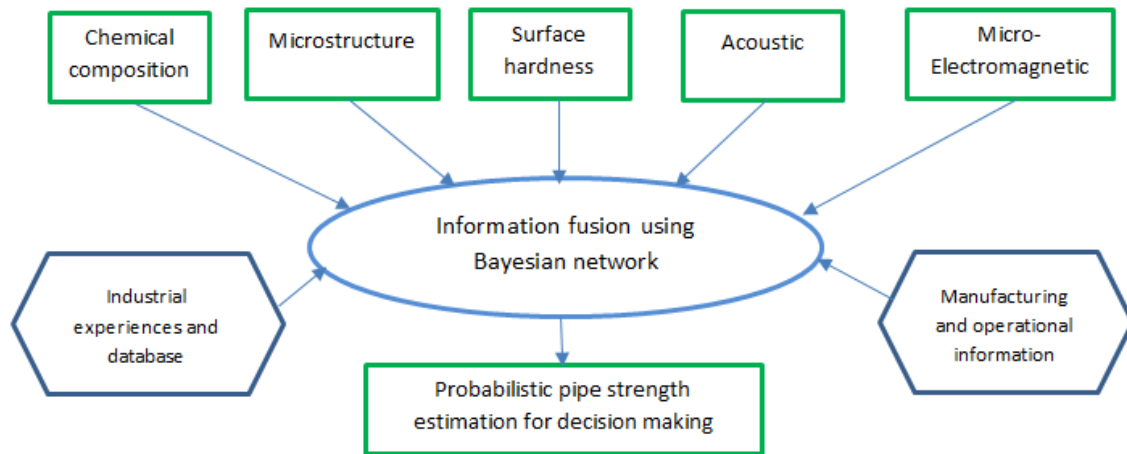 Chemical
composition
Microstructure
Surface
hardness
Acoustic
Micro-
Electromagnetic
Information fusion using
Bayesian network
Industrial
experiences and
database
Manufacturing
and operational
information
Probabilistic pipe strength
estimation for decision making